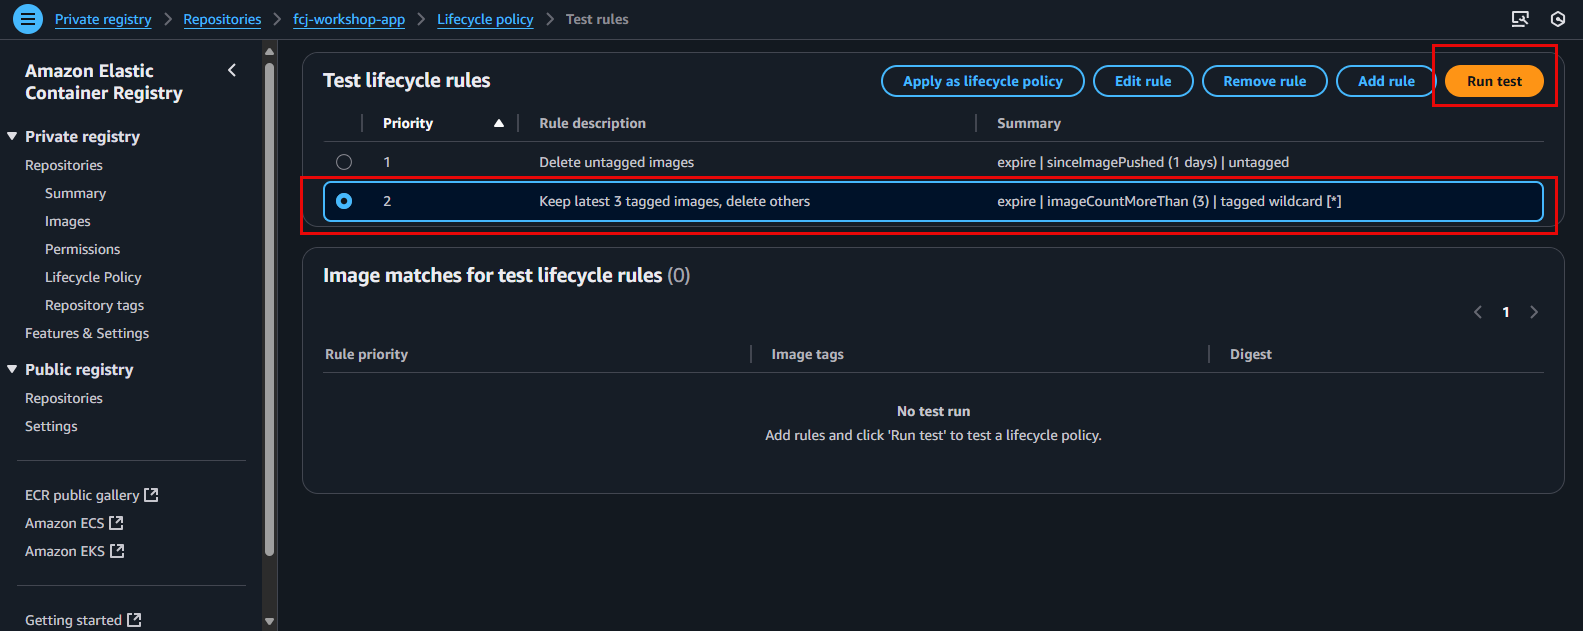 Private registry
Repositories
fcj-workshop-app
Lifecycle policy
Test rules
Amazon Elastic
Container Registry
Private registry
Repositories
Summary
Images
Permissions
Lifecycle Policy
Repository tags
Features & Settings
Public registry
Repositories
Settings
ECR public gallery
Amazon ECS
Amazon EKS
Getting started
Test lifecycle rules
Apply as lifecycle policy
Edit rule
Remove rule
Add rule
Run test
Priority Rule description Summary
1 Delete untagged images expire | sinceImagePushed (1 days) | untagged
2 Keep latest 3 tagged images, delete others expire | imageCountMoreThan (3) | tagged wildcard [*]
Image matches for test lifecycle rules (0)
1
Rule priority Image tags Digest
No test run
Add rules and click 'Run test' to test a lifecycle policy.